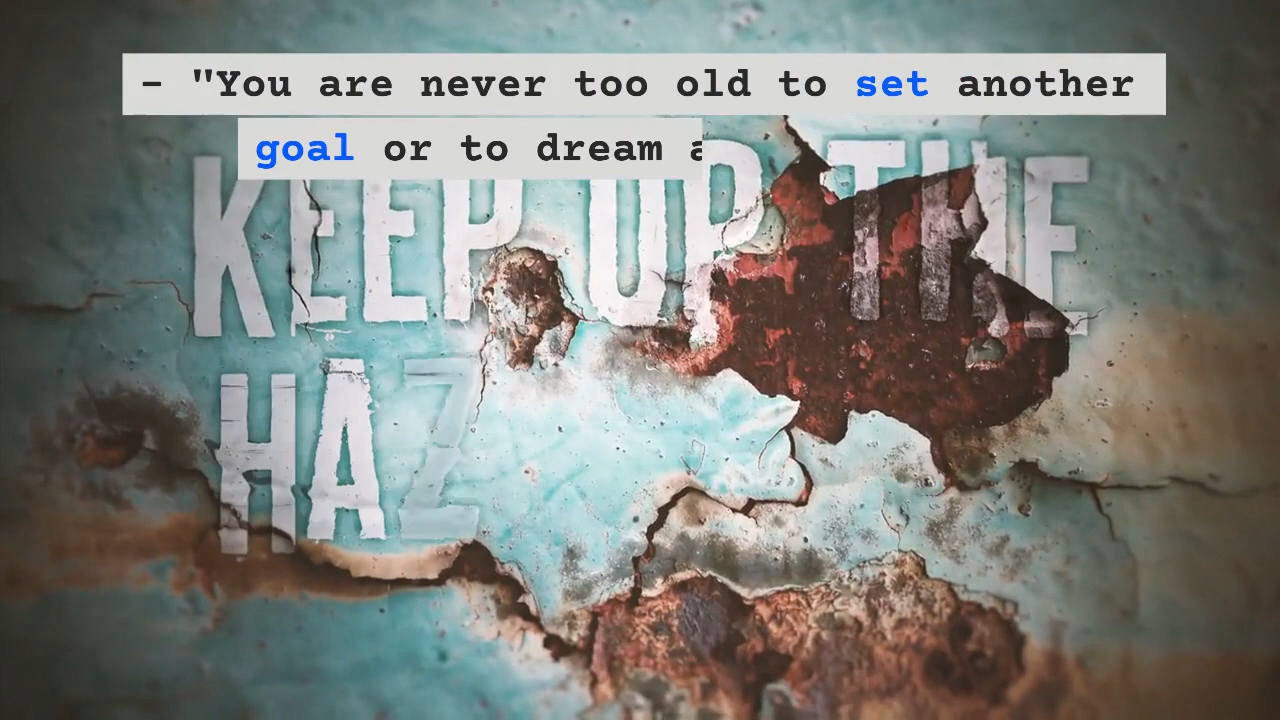 - "You are never too old to set another
goal or to dream a
KEEP UP THE
HAZ